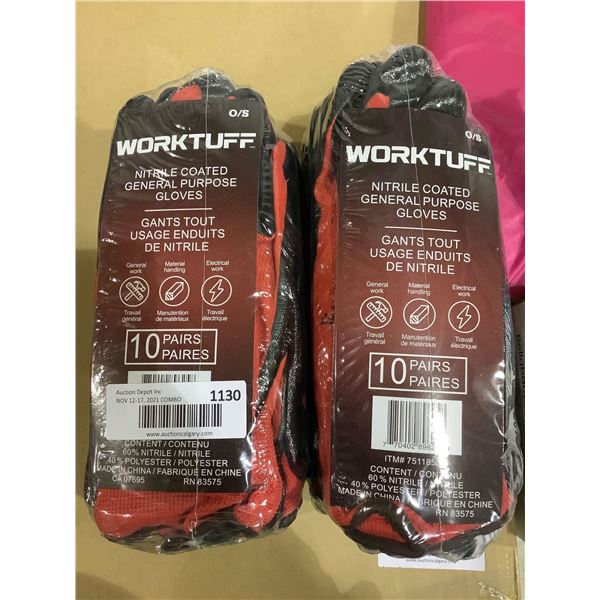 O/S
WORKTUFF
NITRILE COATED
GENERAL PURPOSE
GLOVES
GANTS TOUT
USAGE ENDUITS
DE NITRILE
General work
Material handling
Electrical work
Travail général
Manutention de matériaux
Travail électrique
10 PAIRS PAIRES
Auction Depot Inc
NOV 12-17, 2021 COMBO
1130
www.auctioncalgary.com
CONTENT / CONTENU
60% NITRILE / NITRILE
40 % POLYESTER / POLYESTER
MADE IN CHINA / FABRIQUÉ EN CHINE
CA 07695
RN 83575
O/S
WORKTUFF
NITRILE COATED
GENERAL PURPOSE
GLOVES
GANTS TOUT
USAGE ENDUITS
DE NITRILE
General work
Material handling
Electrical work
Travail général
Manutention de matériaux
Travail électrique
10 PAIRS PAIRES
7 70402
ITM#
CONTENT / CONTENU
60% NITRILE / NITRILE
40 % POLYESTER / POLYESTER
MADE IN CHINA / FABRIQUÉ EN CHINE
RN 83575
www.auctioncalgary.com